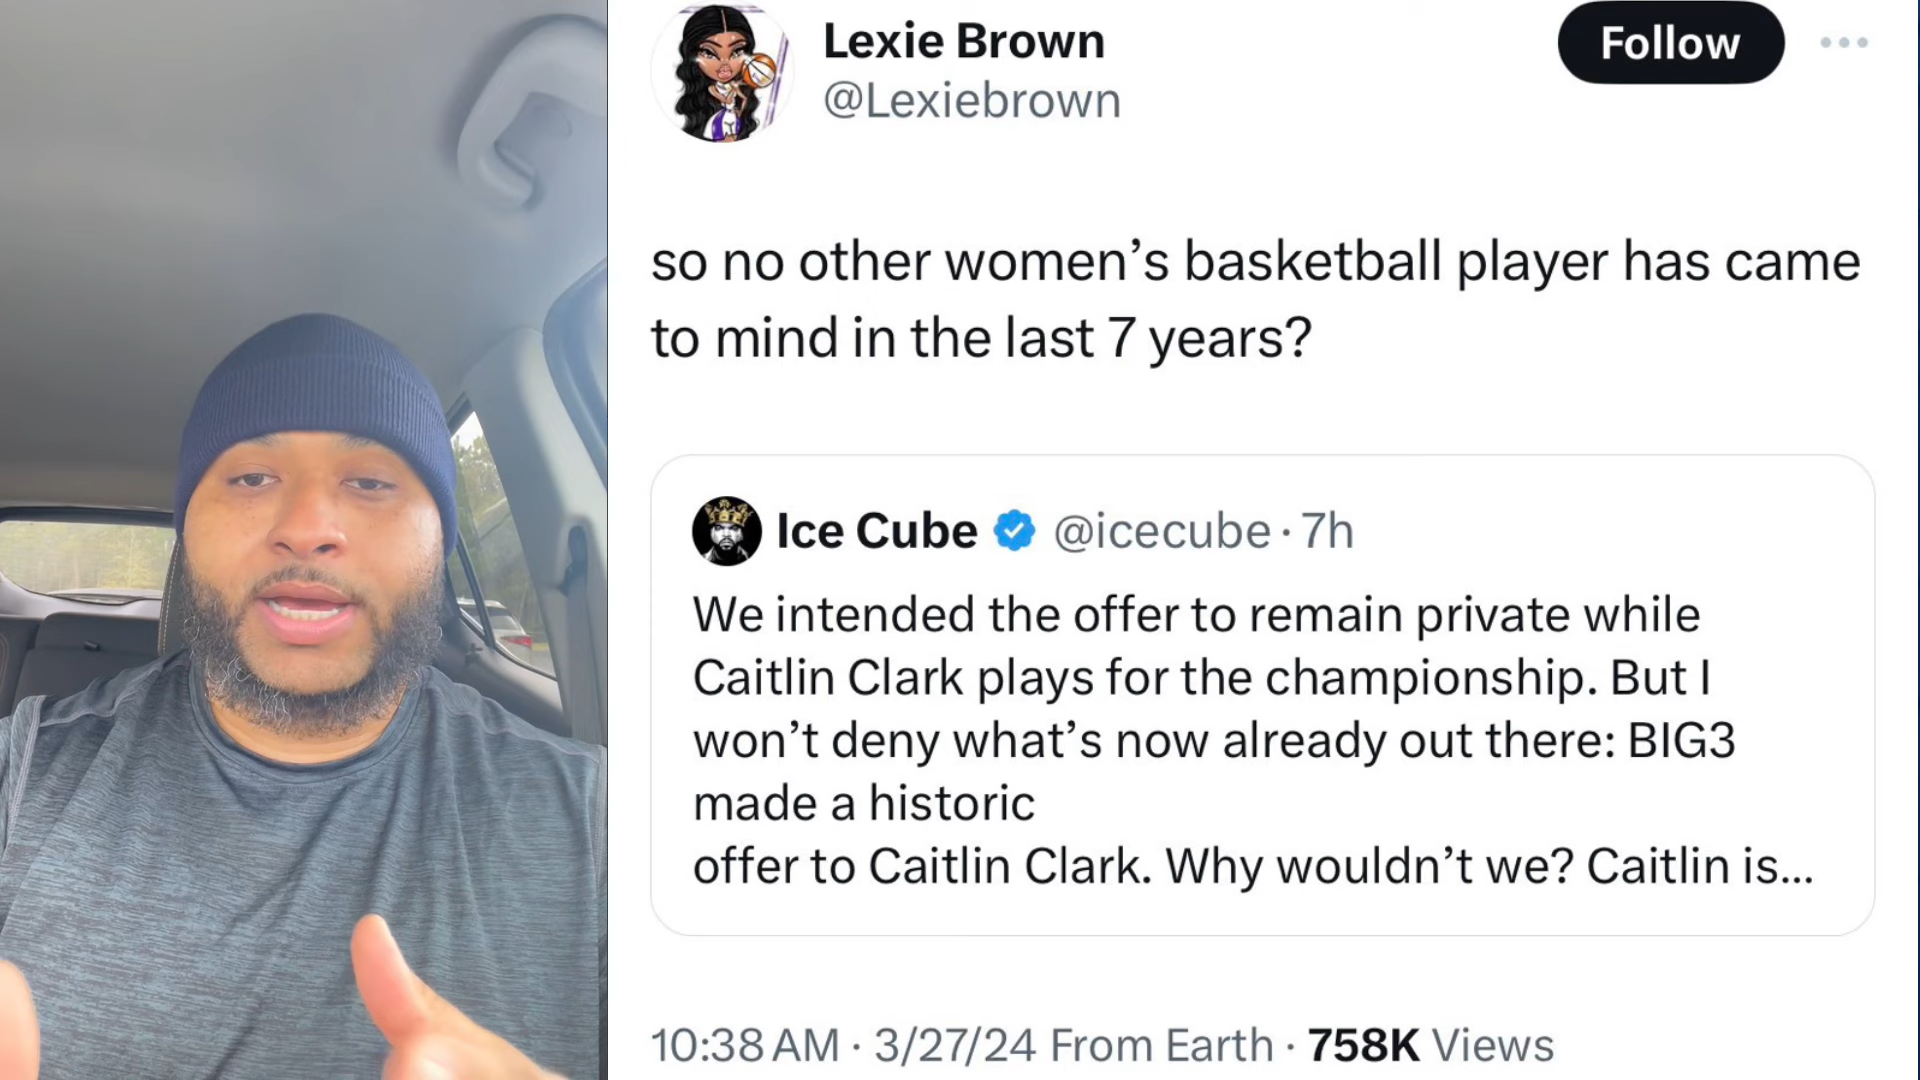 Lexie Brown
Follow
@Lexiebrown
so no other women’s basketball player has came
to mind in the last 7 years?
Ice Cube @icecube · 7h
We intended the offer to remain private while
Caitlin Clark plays for the championship. But I
won’t deny what’s now already out there: BIG3
made a historic
offer to Caitlin Clark. Why wouldn’t we? Caitlin is...
10:38 AM · 3/27/24 From Earth · 758K Views